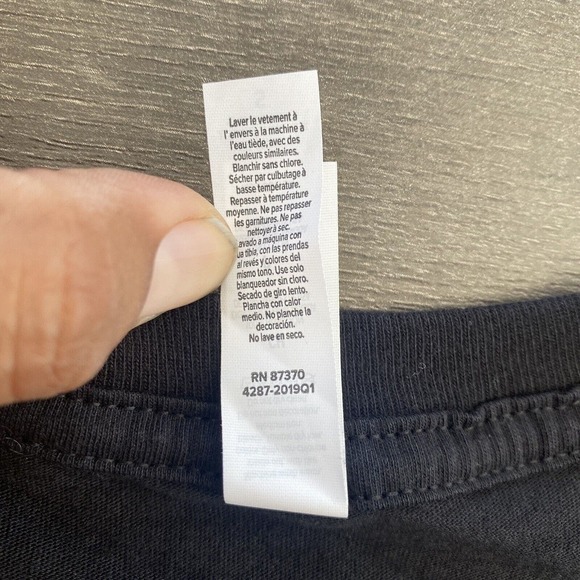 Laver le vetement à
l' envers à la machine à
l'eau tiède, avec des
couleurs similaires.
Blanchir sans chlore.
Sécher par culbutage à
basse température.
Repasser à température
moyenne. Ne pas repasser
les garnitures. Ne pas
nettoyer à sec.
Lavado a máquina con
tibia, con las prendas
al revés y colores del
mismo tono. Use solo
blanqueador sin cloro.
Secado de giro lento.
Plancha con calor
medio. No planche la
decoración.
No lave en seco.
RN 87370
4287-2019Q1